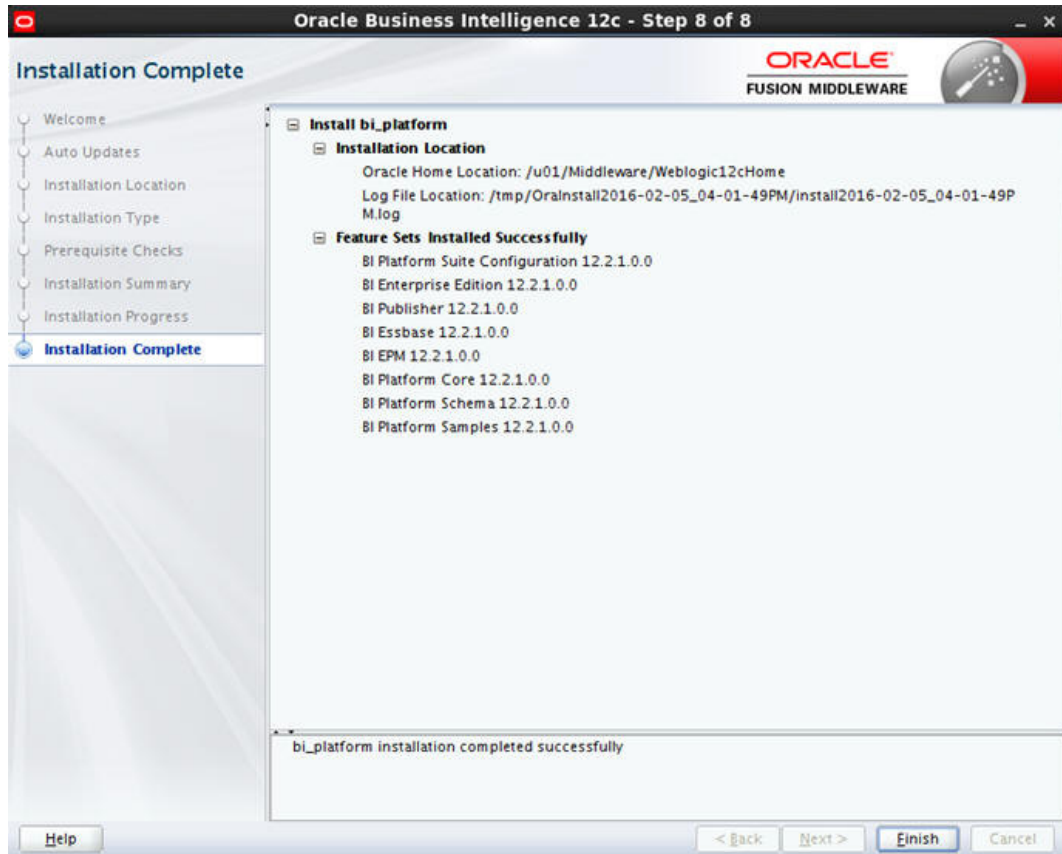 Oracle Business Intelligence 12c - Step 8 of 8
Installation Complete
ORACLE
FUSION MIDDLEWARE
Welcome
Auto Updates
Installation Location
Installation Type
Prerequisite Checks
Installation Summary
Installation Progress
Installation Complete
Install bi_platform
Installation Location
Oracle Home Location: /u01/Middleware/Weblogic12cHome
Log File Location: /tmp/OraInstall2016-02-05_04-01-49PM/install2016-02-05_04-01-49P
M.log
Feature Sets Installed Successfully
BI Platform Suite Configuration 12.2.1.0.0
BI Enterprise Edition 12.2.1.0.0
BI Publisher 12.2.1.0.0
BI Essbase 12.2.1.0.0
BI EPM 12.2.1.0.0
BI Platform Core 12.2.1.0.0
BI Platform Schema 12.2.1.0.0
BI Platform Samples 12.2.1.0.0
bi_platform installation completed successfully
Help
< Back
Next >
Finish
Cancel